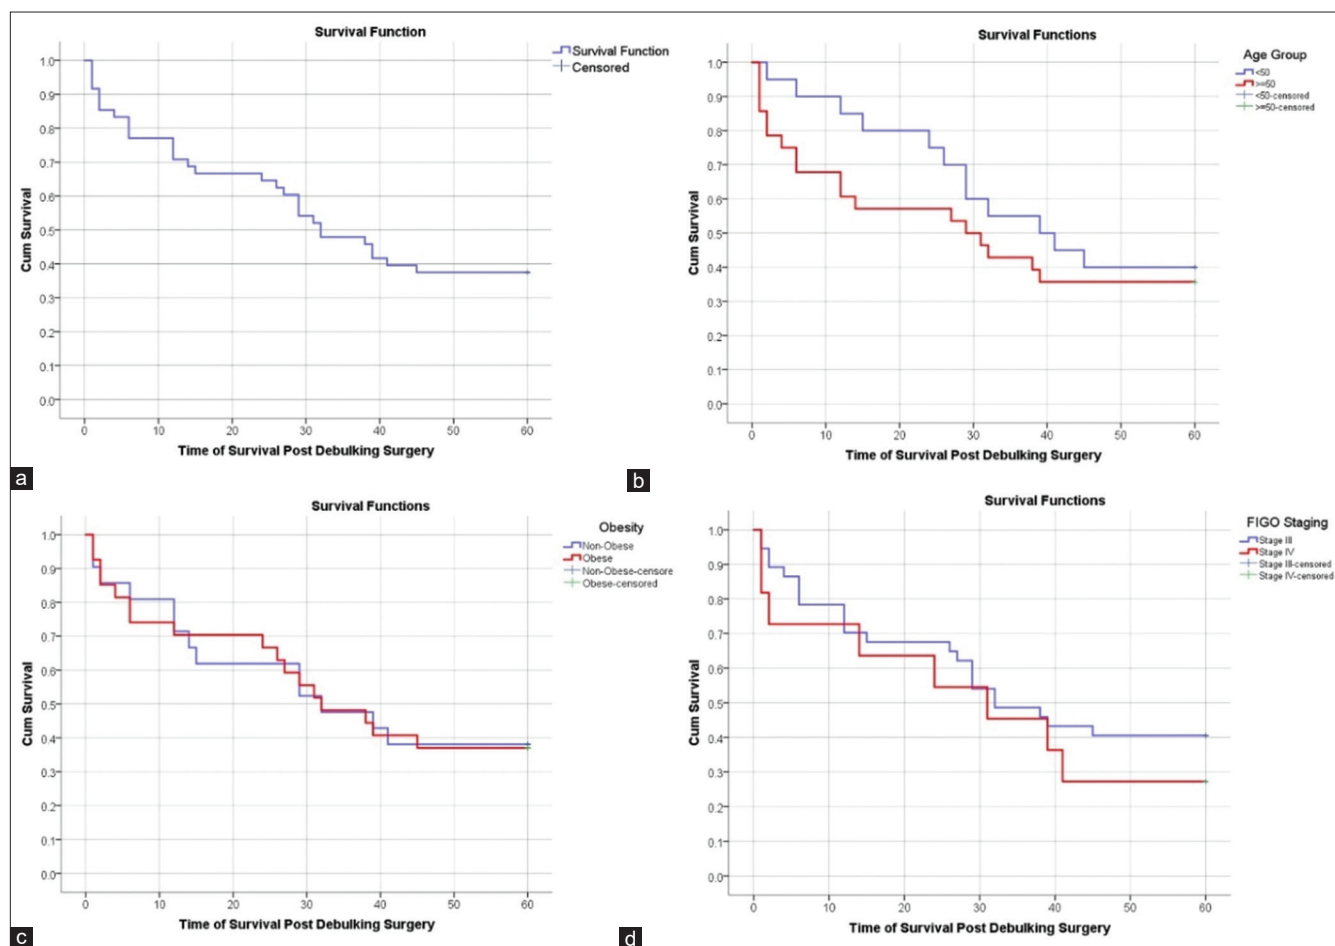 Survival Function
Survival Function
Censored
Cum Survival
1.0
0.9
0.8
0.7
0.6
0.5
0.4
0.3
0.2
0.1
0.0
0 10 20 30 40 50 60
Time of Survival Post Debulking Surgery
a
Survival Functions
Age Group
<50
>=50
<50-censored
>=50-censored
Cum Survival
1.0
0.9
0.8
0.7
0.6
0.5
0.4
0.3
0.2
0.1
0.0
0 10 20 30 40 50 60
Time of Survival Post Debulking Surgery
b
Survival Functions
Obesity
Non-Obese
Obese
Non-Obese-censore
Obese-censored
Cum Survival
1.0
0.9
0.8
0.7
0.6
0.5
0.4
0.3
0.2
0.1
0.0
0 10 20 30 40 50 60
Time of Survival Post Debulking Surgery
c
Survival Functions
FIGO Staging
Stage III
Stage IV
Stage III-censored
Stage IV-censored
Cum Survival
1.0
0.9
0.8
0.7
0.6
0.5
0.4
0.3
0.2
0.1
0.0
0 10 20 30 40 50 60
Time of Survival Post Debulking Surgery
d